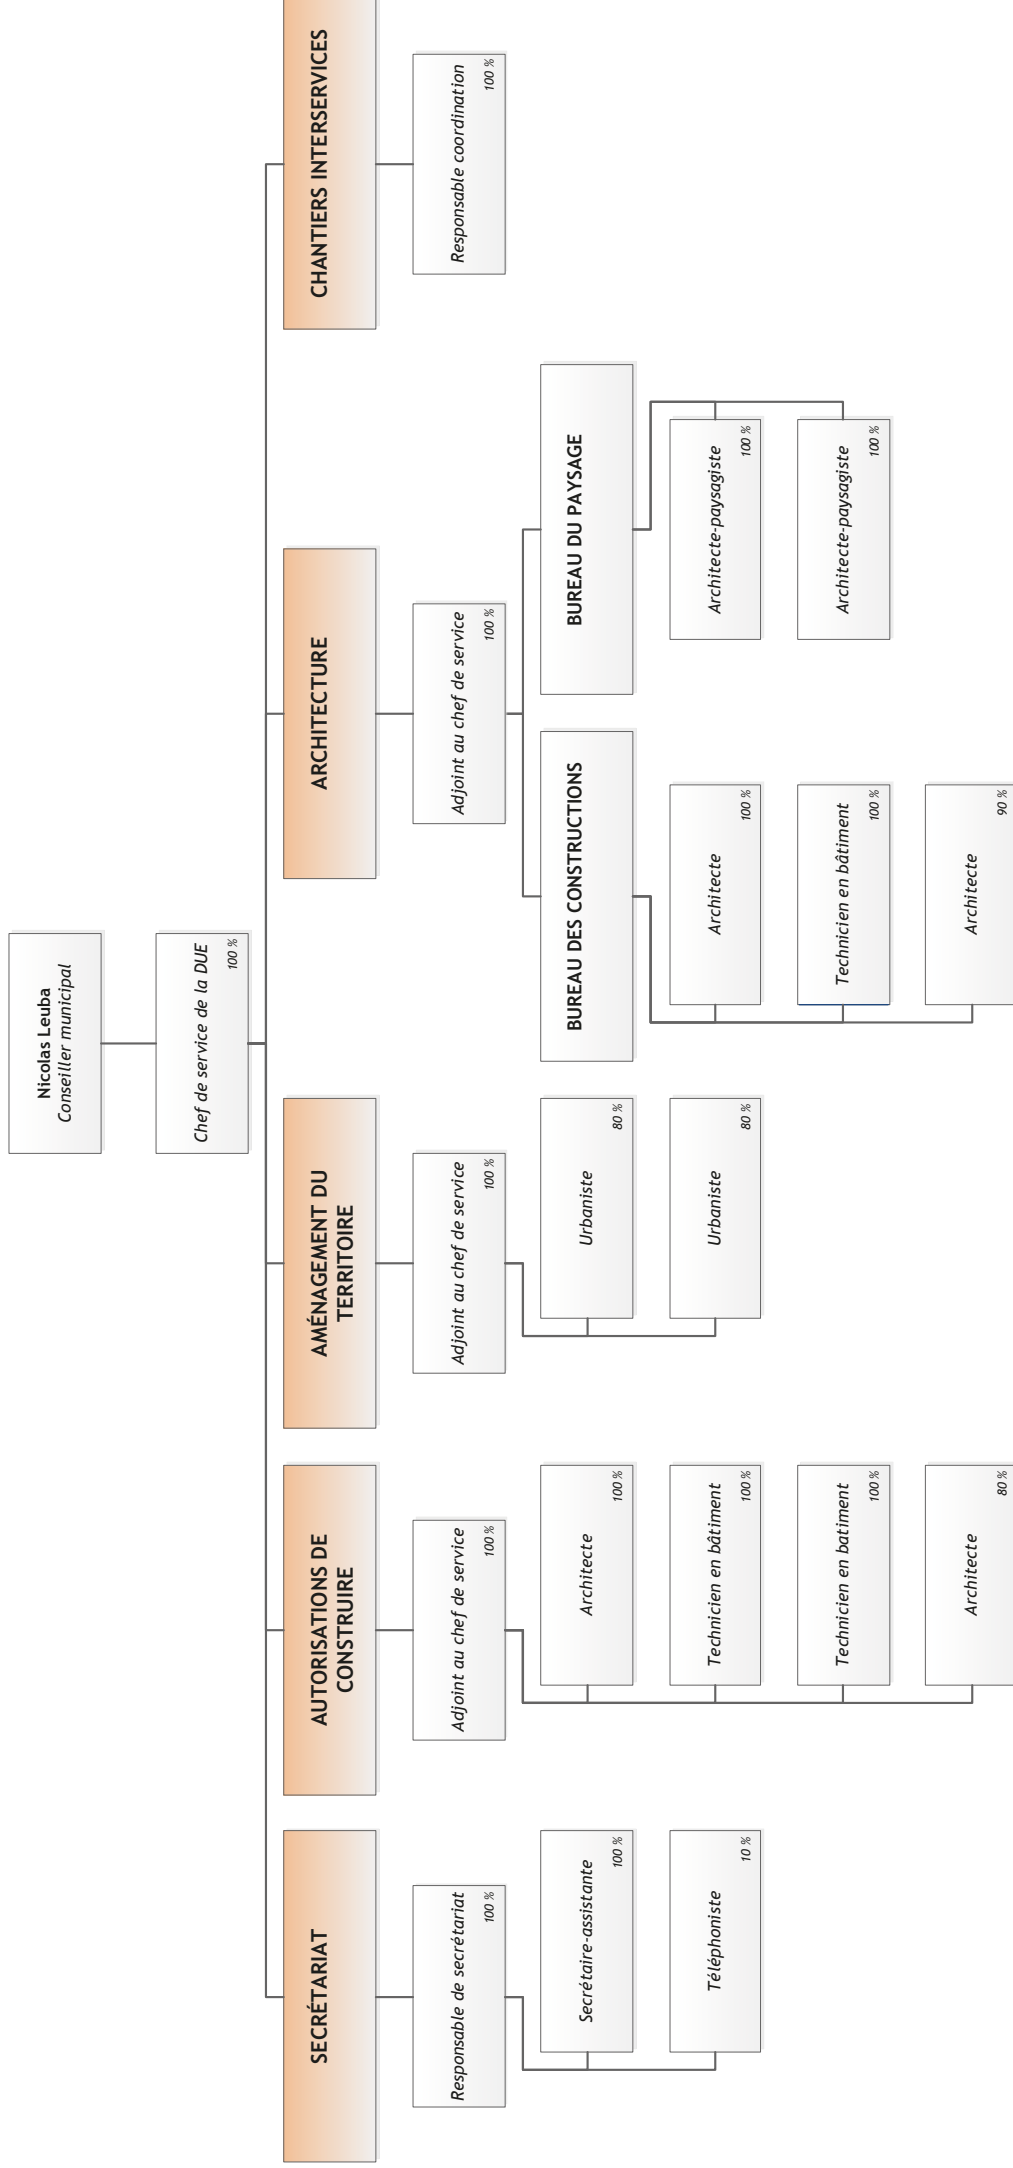 Nicolas Leuba
Conseiller municipal
Chef de service de la DUE
100 %
SECRÉTARIAT
Responsable de secrétariat
100 %
Secrétaire-assistante
100 %
Téléphoniste
10 %
AUTORISATIONS DE
CONSTRUIRE
Adjoint au chef de service
100 %
Architecte
100 %
Technicien en bâtiment
100 %
Technicien en batiment
100 %
Architecte
80 %
AMÉNAGEMENT DU
TERRITOIRE
Adjoint au chef de service
100 %
Urbaniste
80 %
Urbaniste
80 %
ARCHITECTURE
Adjoint au chef de service
100 %
BUREAU DES CONSTRUCTIONS
Architecte
100 %
Technicien en bâtiment
100 %
Architecte
90 %
BUREAU DU PAYSAGE
Architecte-paysagiste
100 %
Architecte-paysagiste
100 %
CHANTIERS INTERSERVICES
Responsable coordination
100 %